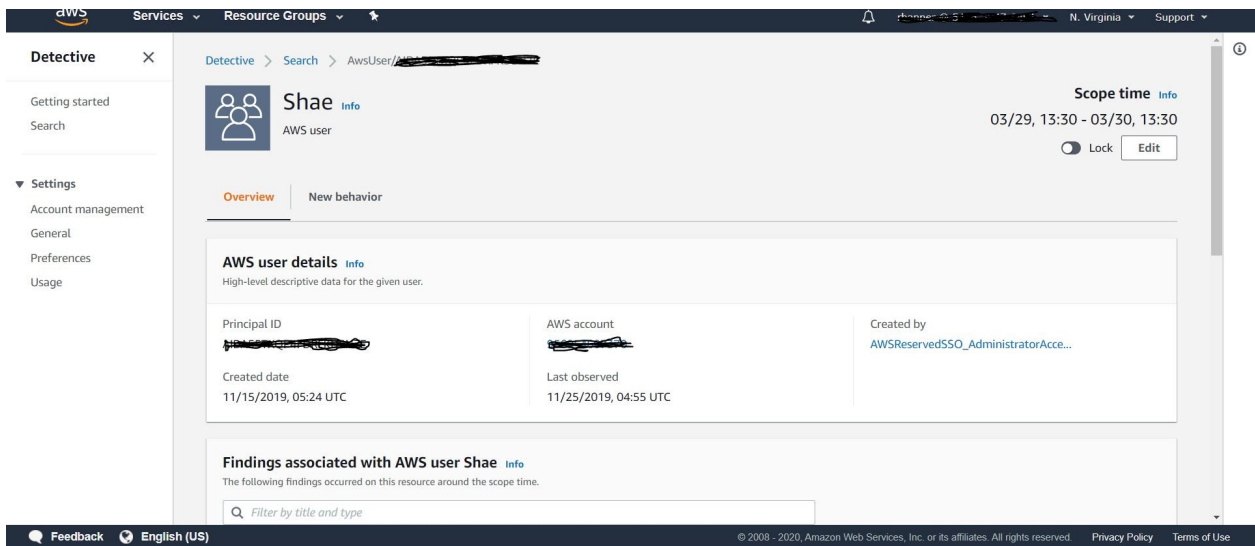 aws
Services
Resource Groups
N. Virginia
Support
Detective
Getting started
Search
Settings
Account management
General
Preferences
Usage
Detective > Search > AwsUser/
Shae Info
AWS user
Scope time Info
03/29, 13:30 - 03/30, 13:30
Lock
Edit
Overview
New behavior
AWS user details Info
High-level descriptive data for the given user.
Principal ID
AWS account
Created by
AWSReservedSSO_AdministratorAcce...
Created date
11/15/2019, 05:24 UTC
Last observed
11/25/2019, 04:55 UTC
Findings associated with AWS user Shae Info
The following findings occurred on this resource around the scope time.
Filter by title and type
Feedback
English (US)
© 2008 - 2020, Amazon Web Services, Inc. or its affiliates. All rights reserved.
Privacy Policy
Terms of Use